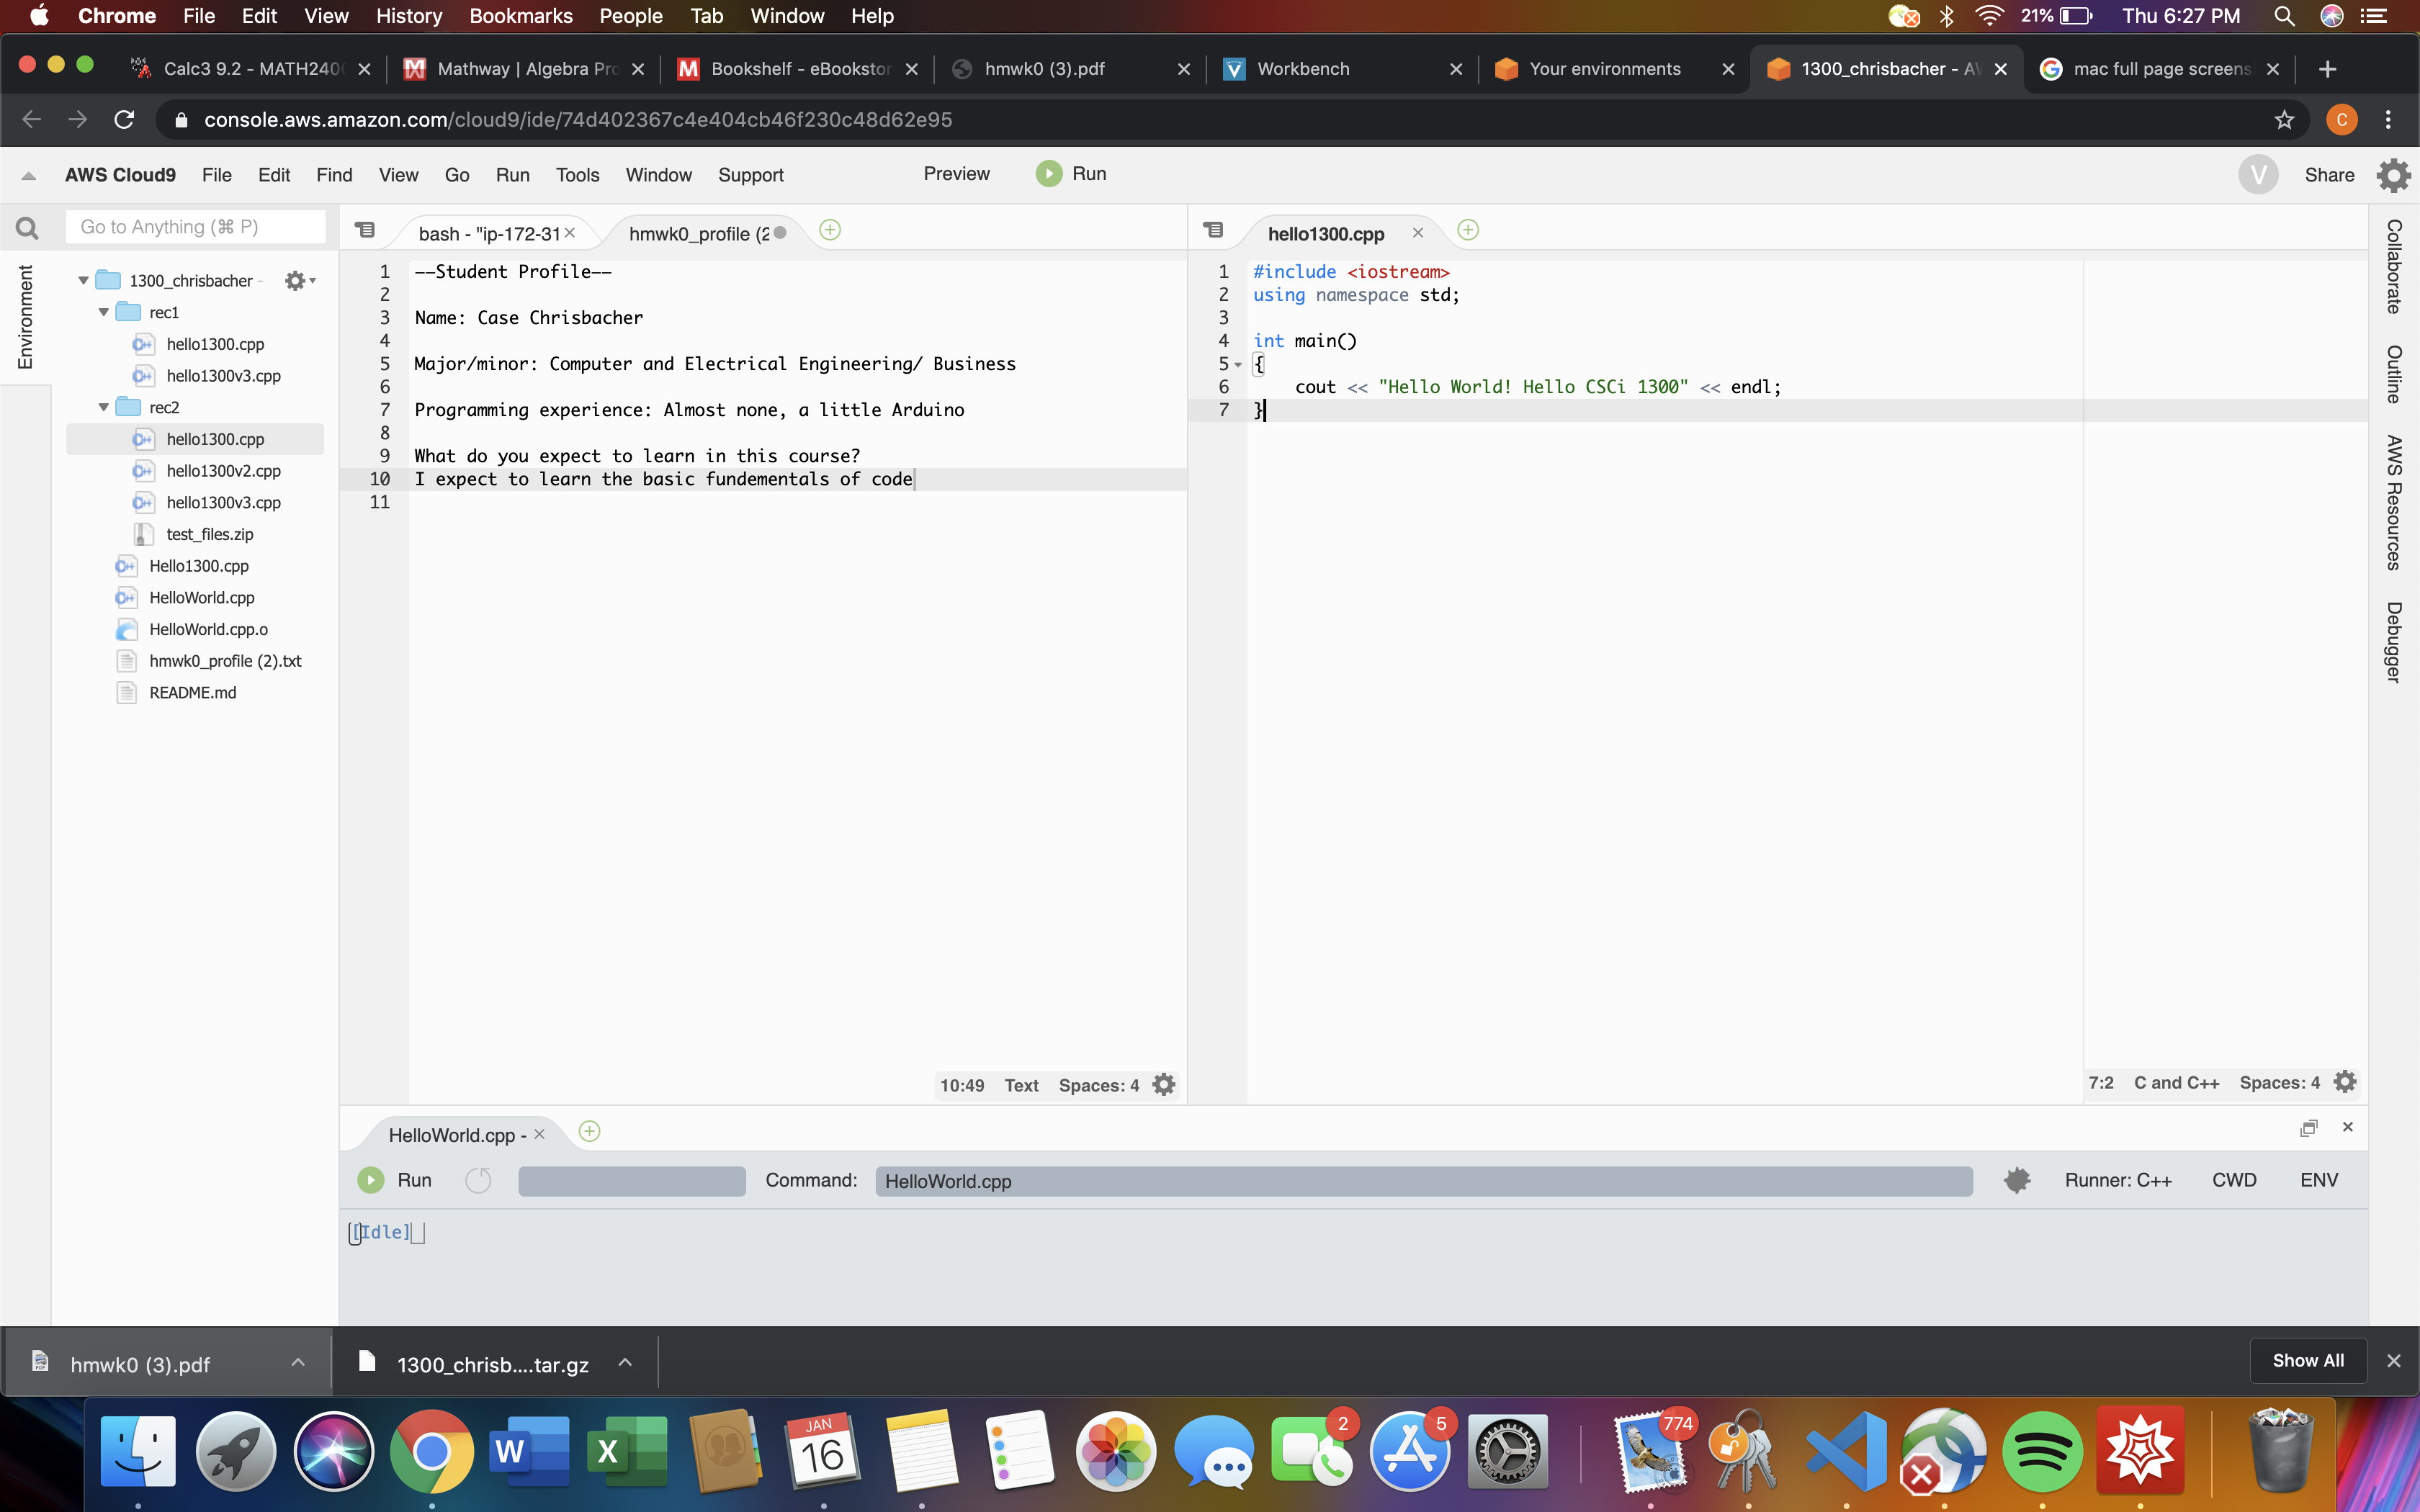 Chrome File Edit View History Bookmarks People Tab Window Help 21% Thu 6:27 PM
Calc3 9.2 - MATH240 Mathway | Algebra Pro Bookshelf - eBookstor hmwk0 (3).pdf Workbench Your environments 1300_chrisbacher - AW mac full page screens
console.aws.amazon.com/cloud9/ide/74d402367c4e404cb46f230c48d62e95 C
AWS Cloud9 File Edit Find View Go Run Tools Window Support Preview Run V Share
Go to Anything (⌘ P)
bash - "ip-172-31 hmwk0_profile (2 hello1300.cpp
Environment
1300_chrisbacher -
rec1
hello1300.cpp
hello1300v3.cpp
rec2
hello1300.cpp
hello1300v2.cpp
hello1300v3.cpp
test_files.zip
Hello1300.cpp
HelloWorld.cpp
HelloWorld.cpp.o
hmwk0_profile (2).txt
README.md
1 --Student Profile--
2
3 Name: Case Chrisbacher
4
5 Major/minor: Computer and Electrical Engineering/ Business
6
7 Programming experience: Almost none, a little Arduino
8
9 What do you expect to learn in this course?
10 I expect to learn the basic fundementals of code
11
10:49 Text Spaces: 4
1 #include <iostream>
2 using namespace std;
3
4 int main()
5 {
6 cout << "Hello World! Hello CSCi 1300" << endl;
7 }
7:2 C and C++ Spaces: 4
Collaborate
Outline
AWS Resources
Debugger
HelloWorld.cpp -
Run Command: HelloWorld.cpp Runner: C++ CWD ENV
[Idle]
hmwk0 (3).pdf 1300_chrisb....tar.gz Show All
W X JAN 16 2 5 774